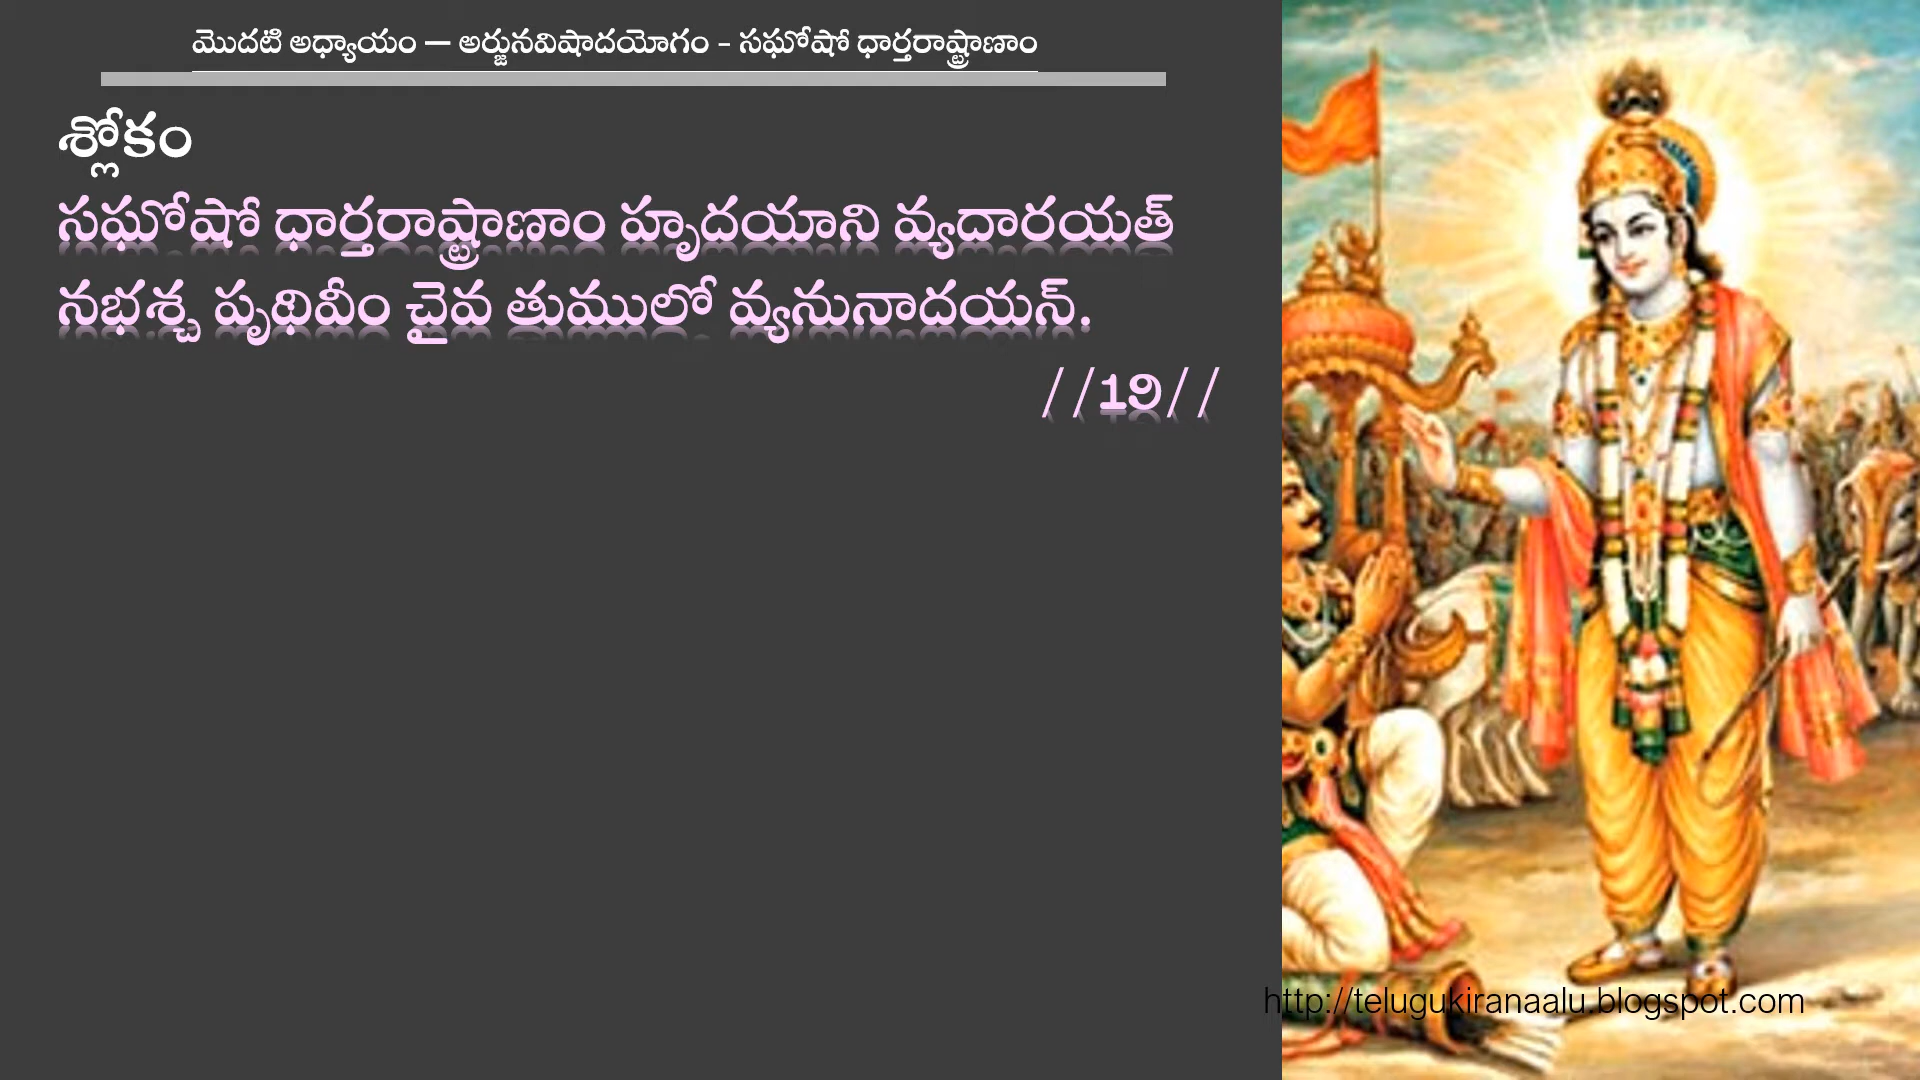 మొదటి అధ్యాయం — అర్జునవిషాదయోగం - సఘోషో ధార్తరాష్ట్రాణాం
శ్లోకం
సఘోషో ధార్తరాష్ట్రాణాం హృదయాని వ్యదారయత్
నభశ్చ పృథివీం చైవ తుములో వ్యనునాదయన్.
//19//
http://telugukiranaalu.blogspot.com